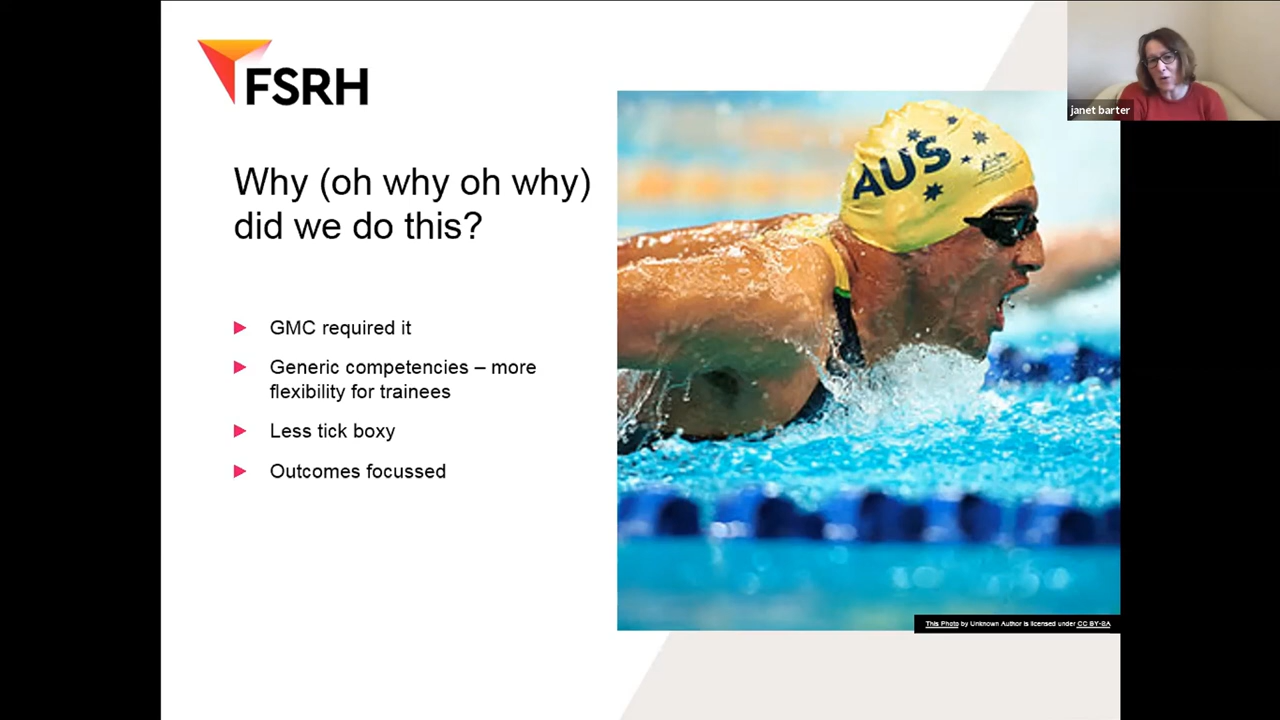 FSRH
janet barter
Why (oh why oh why)
did we do this?
GMC required it
Generic competencies – more
flexibility for trainees
Less tick boxy
Outcomes focussed
AUS
This Photo by Unknown Author is licensed under CC BY-SA